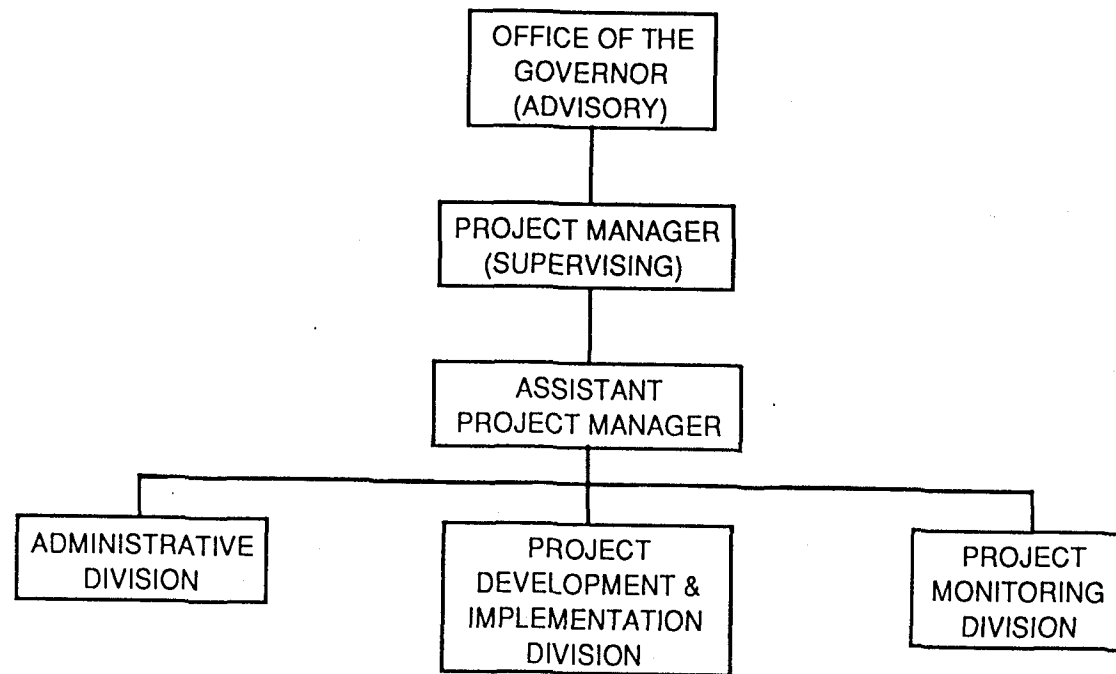 OFFICE OF THE
GOVERNOR
(ADVISORY)
PROJECT MANAGER
(SUPERVISING)
ASSISTANT
PROJECT MANAGER
ADMINISTRATIVE
DIVISION
PROJECT
DEVELOPMENT &
IMPLEMENTATION
DIVISION
PROJECT
MONITORING
DIVISION